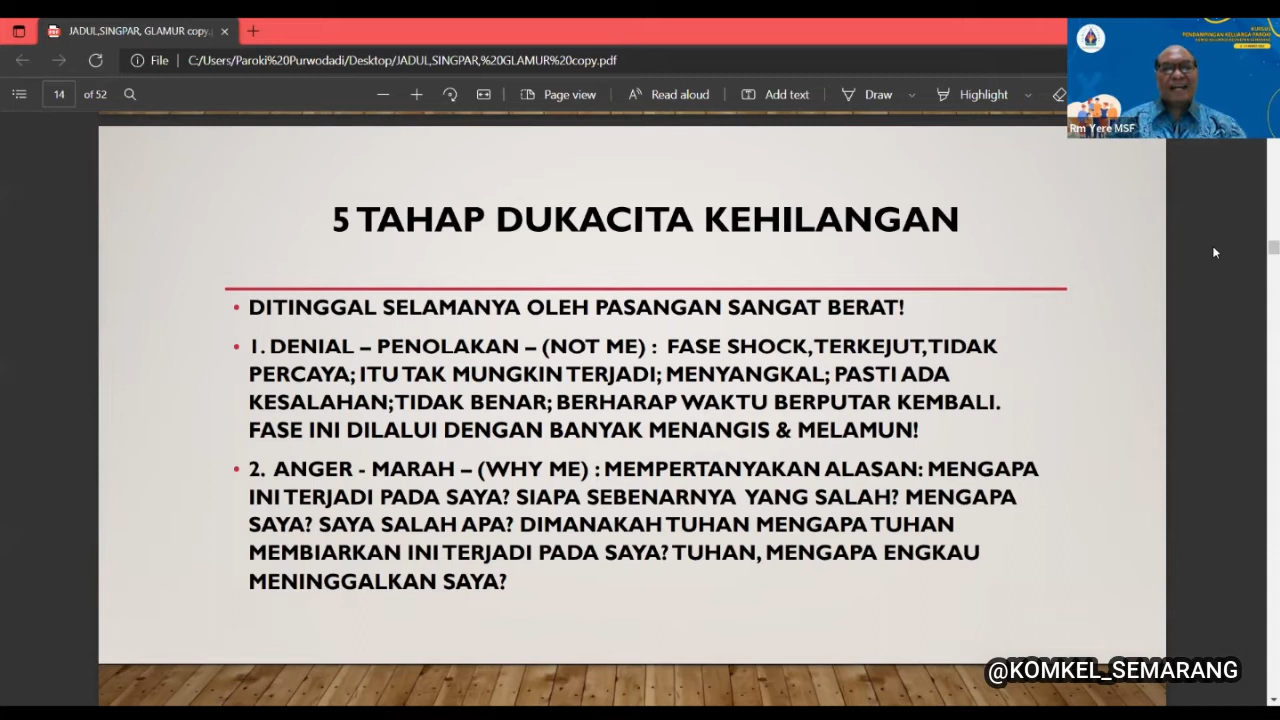 JADUL,SINGPAR, GLAMUR copy.
File
C:/Users/Paroki%20Purwodadi/Desktop/JADUL,SINGPAR,%20GLAMUR%20copy.pdf
14 of 52
Page view
Read aloud
Add text
Draw
Highlight
KURSUS
PENDAMPINGAN KELUARGA PAROKI
Rm Yere MSF
5 TAHAP DUKACITA KEHILANGAN
• DITINGGAL SELAMANYA OLEH PASANGAN SANGAT BERAT!
• 1. DENIAL – PENOLAKAN – (NOT ME) : FASE SHOCK, TERKEJUT, TIDAK
PERCAYA; ITU TAK MUNGKIN TERJADI; MENYANGKAL; PASTI ADA
KESALAHAN; TIDAK BENAR; BERHARAP WAKTU BERPUTAR KEMBALI.
FASE INI DILALUI DENGAN BANYAK MENANGIS & MELAMUN!
• 2. ANGER - MARAH – (WHY ME) : MEMPERTANYAKAN ALASAN: MENGAPA
INI TERJADI PADA SAYA? SIAPA SEBENARNYA YANG SALAH? MENGAPA
SAYA? SAYA SALAH APA? DIMANAKAH TUHAN MENGAPA TUHAN
MEMBIARKAN INI TERJADI PADA SAYA? TUHAN, MENGAPA ENGKAU
MENINGGALKAN SAYA?
@KOMKEL_SEMARANG